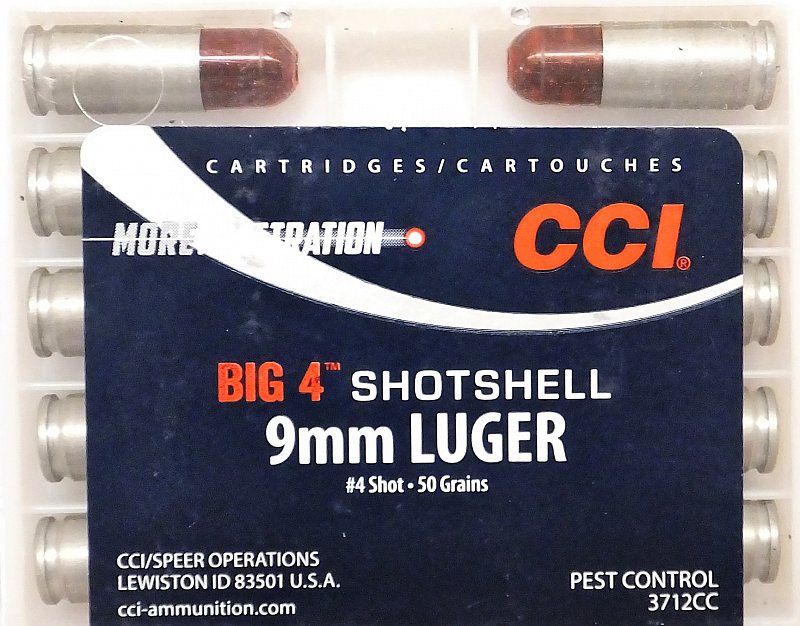 CARTRIDGES/CARTOUCHES
MORE
CCI®
BIG 4™ SHOTSHELL
9mm LUGER
#4 Shot • 50 Grains
CCI/SPEER OPERATIONS
LEWISTON ID 83501 U.S.A.
cci-ammunition.com
PEST CONTROL
3712CC